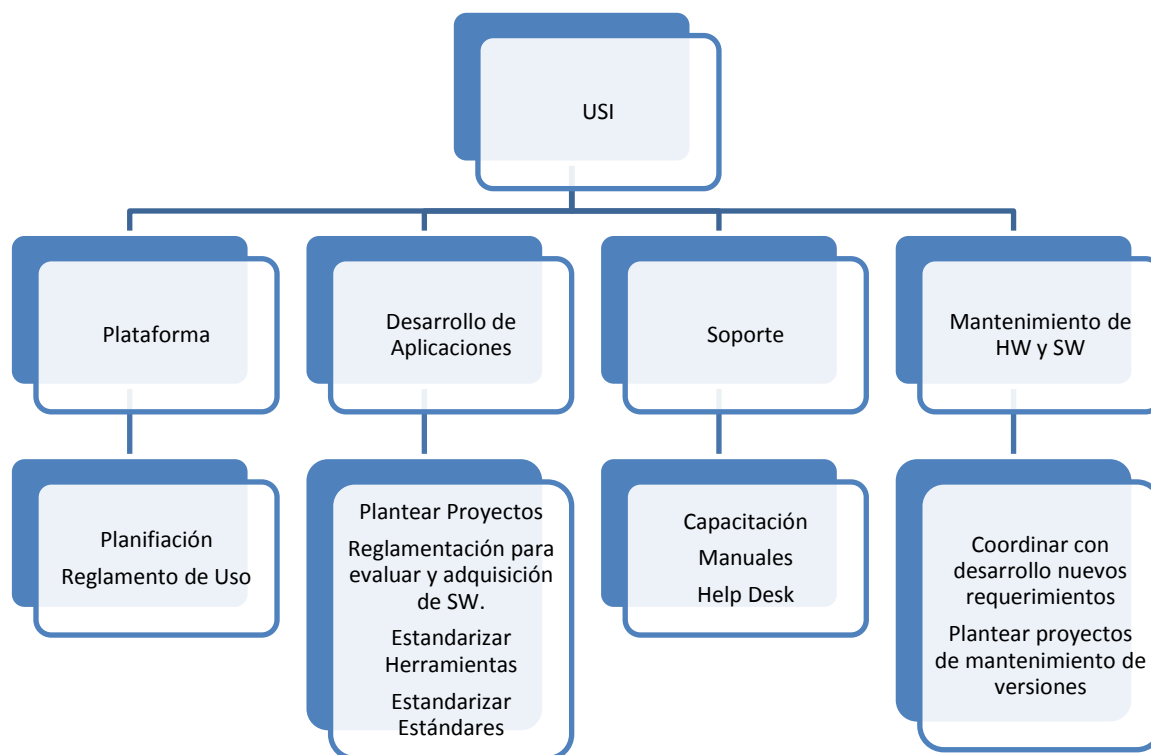 USI
Plataforma
Desarrollo de
Aplicaciones
Soporte
Mantenimiento de
HW y SW
Planifiación
Reglamento de Uso
Plantear Proyectos
Reglamentación para
evaluar y adquisición
de SW.
Estandarizar
Herramientas
Estandarizar
Estándares
Capacitación
Manuales
Help Desk
Coordinar con
desarrollo nuevos
requerimientos
Plantear proyectos
de mantenimiento de
versiones